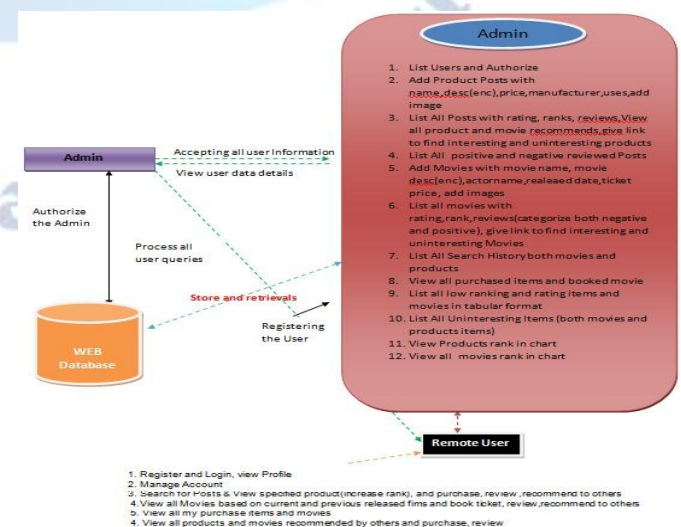 Admin
1. List Users and Authorize
2. Add Product Posts with
name,desc(enc),price,manufacturer,uses,add
image
3. List All Posts with rating, ranks, reviews,View
all product and movie recommends,give link
to find interesting and uninteresting products
4. List All positive and negative reviewed Posts
5. Add Movies with movie name, movie
desc(enc),actorname,realeaed date,ticket
price, add images
6. List all movies with
rating,rank,reviews(categorize both negative
and positive), give link to find interesting and
uninteresting Movies
7. List All Search History both movies and
products
8. View all purchased items and booked movie
9. List all low ranking and rating items and
movies in tabular format
10. List All Uninteresting Items (both movies and
products items)
11. View Products rank in chart
12. View all movies rank in chart
Admin
Accepting all user Information
View user data details
Authorize
the Admin
Process all
user queries
Store and retrievals
Registering
the User
WEB
Database
Remote User
1. Register and Login, view Profile
2. Manage Account
3. Search for Posts & View specified product(increase rank), and purchase, review ,recommend to others
4.View all Movies based on current and previous released fims and book ticket, review,recommend to others
5. View all my purchase items and movies
4. View all products and movies recommended by others and purchase, review